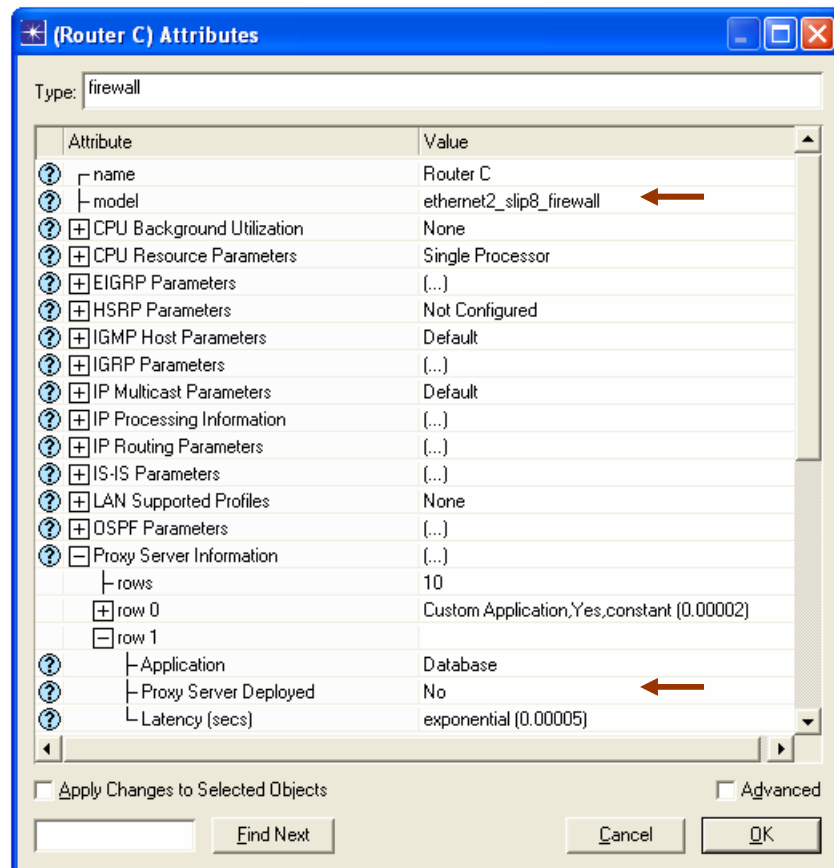 (Router C) Attributes
Type: firewall
Attribute Value
name Router C
model ethernet2_slip8_firewall
CPU Background Utilization None
CPU Resource Parameters Single Processor
EIGRP Parameters (...)
HSRP Parameters Not Configured
IGMP Host Parameters Default
IGRP Parameters (...)
IP Multicast Parameters Default
IP Processing Information (...)
IP Routing Parameters (...)
IS-IS Parameters (...)
LAN Supported Profiles None
OSPF Parameters (...)
Proxy Server Information (...)
rows 10
row 0 Custom Application,Yes,constant (0.00002)
row 1
Application Database
Proxy Server Deployed No
Latency (secs) exponential (0.00005)
Apply Changes to Selected Objects Advanced
Find Next Cancel OK